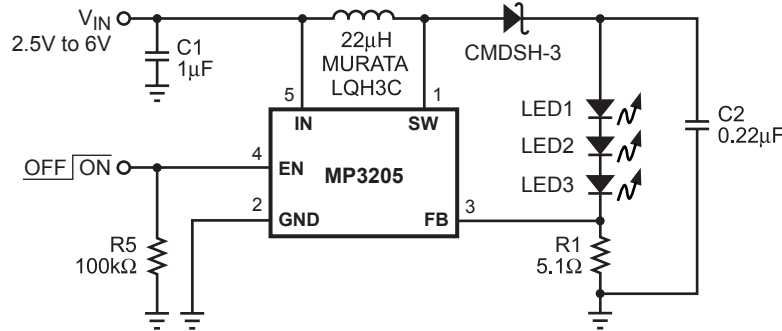 VIN
2.5V to 6V
C1
1µF
22µH
MURATA
LQH3C
CMDSH-3
5
1
IN
SW
LED1
LED2
LED3
C2
0.22µF
OFF ON
4
EN
MP3205
2
GND
FB
3
R5
100kΩ
R1
5.1Ω